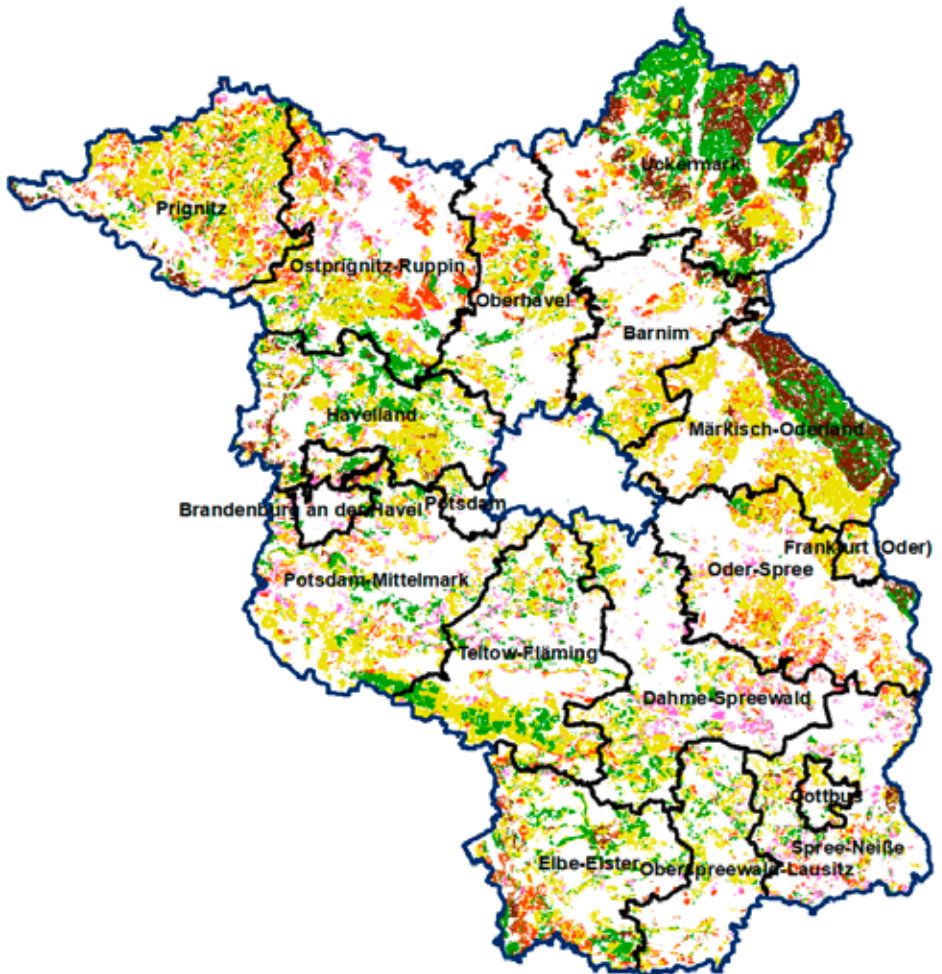 Uckermark
Prignitz
Ostprignitz-Ruppin
Oberhavel
Barnim
Havelland
Märkisch-Oderland
Brandenburg an der Havel
Potsdam
Frankfurt (Oder)
Oder-Spree
Potsdam-Mittelmark
Teltow-Fläming
Dahme-Spreewald
Cottbus
Spree-Neiße
Elbe-Elster
Oberspreewald-Lausitz